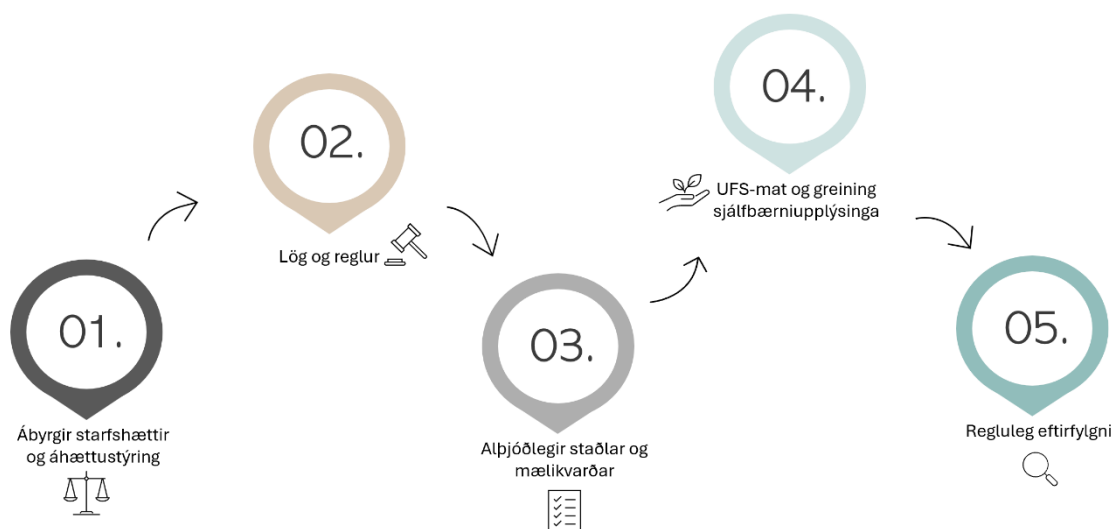 01.
Ábyrgir starfshættir
og áhættustýring
02.
Lög og reglur
03.
Alþjóðlegir staðlar og
mælikvarðar
04.
UFS-mat og greining
sjálfbærniupplýsinga
05.
Regluleg eftirfylgni